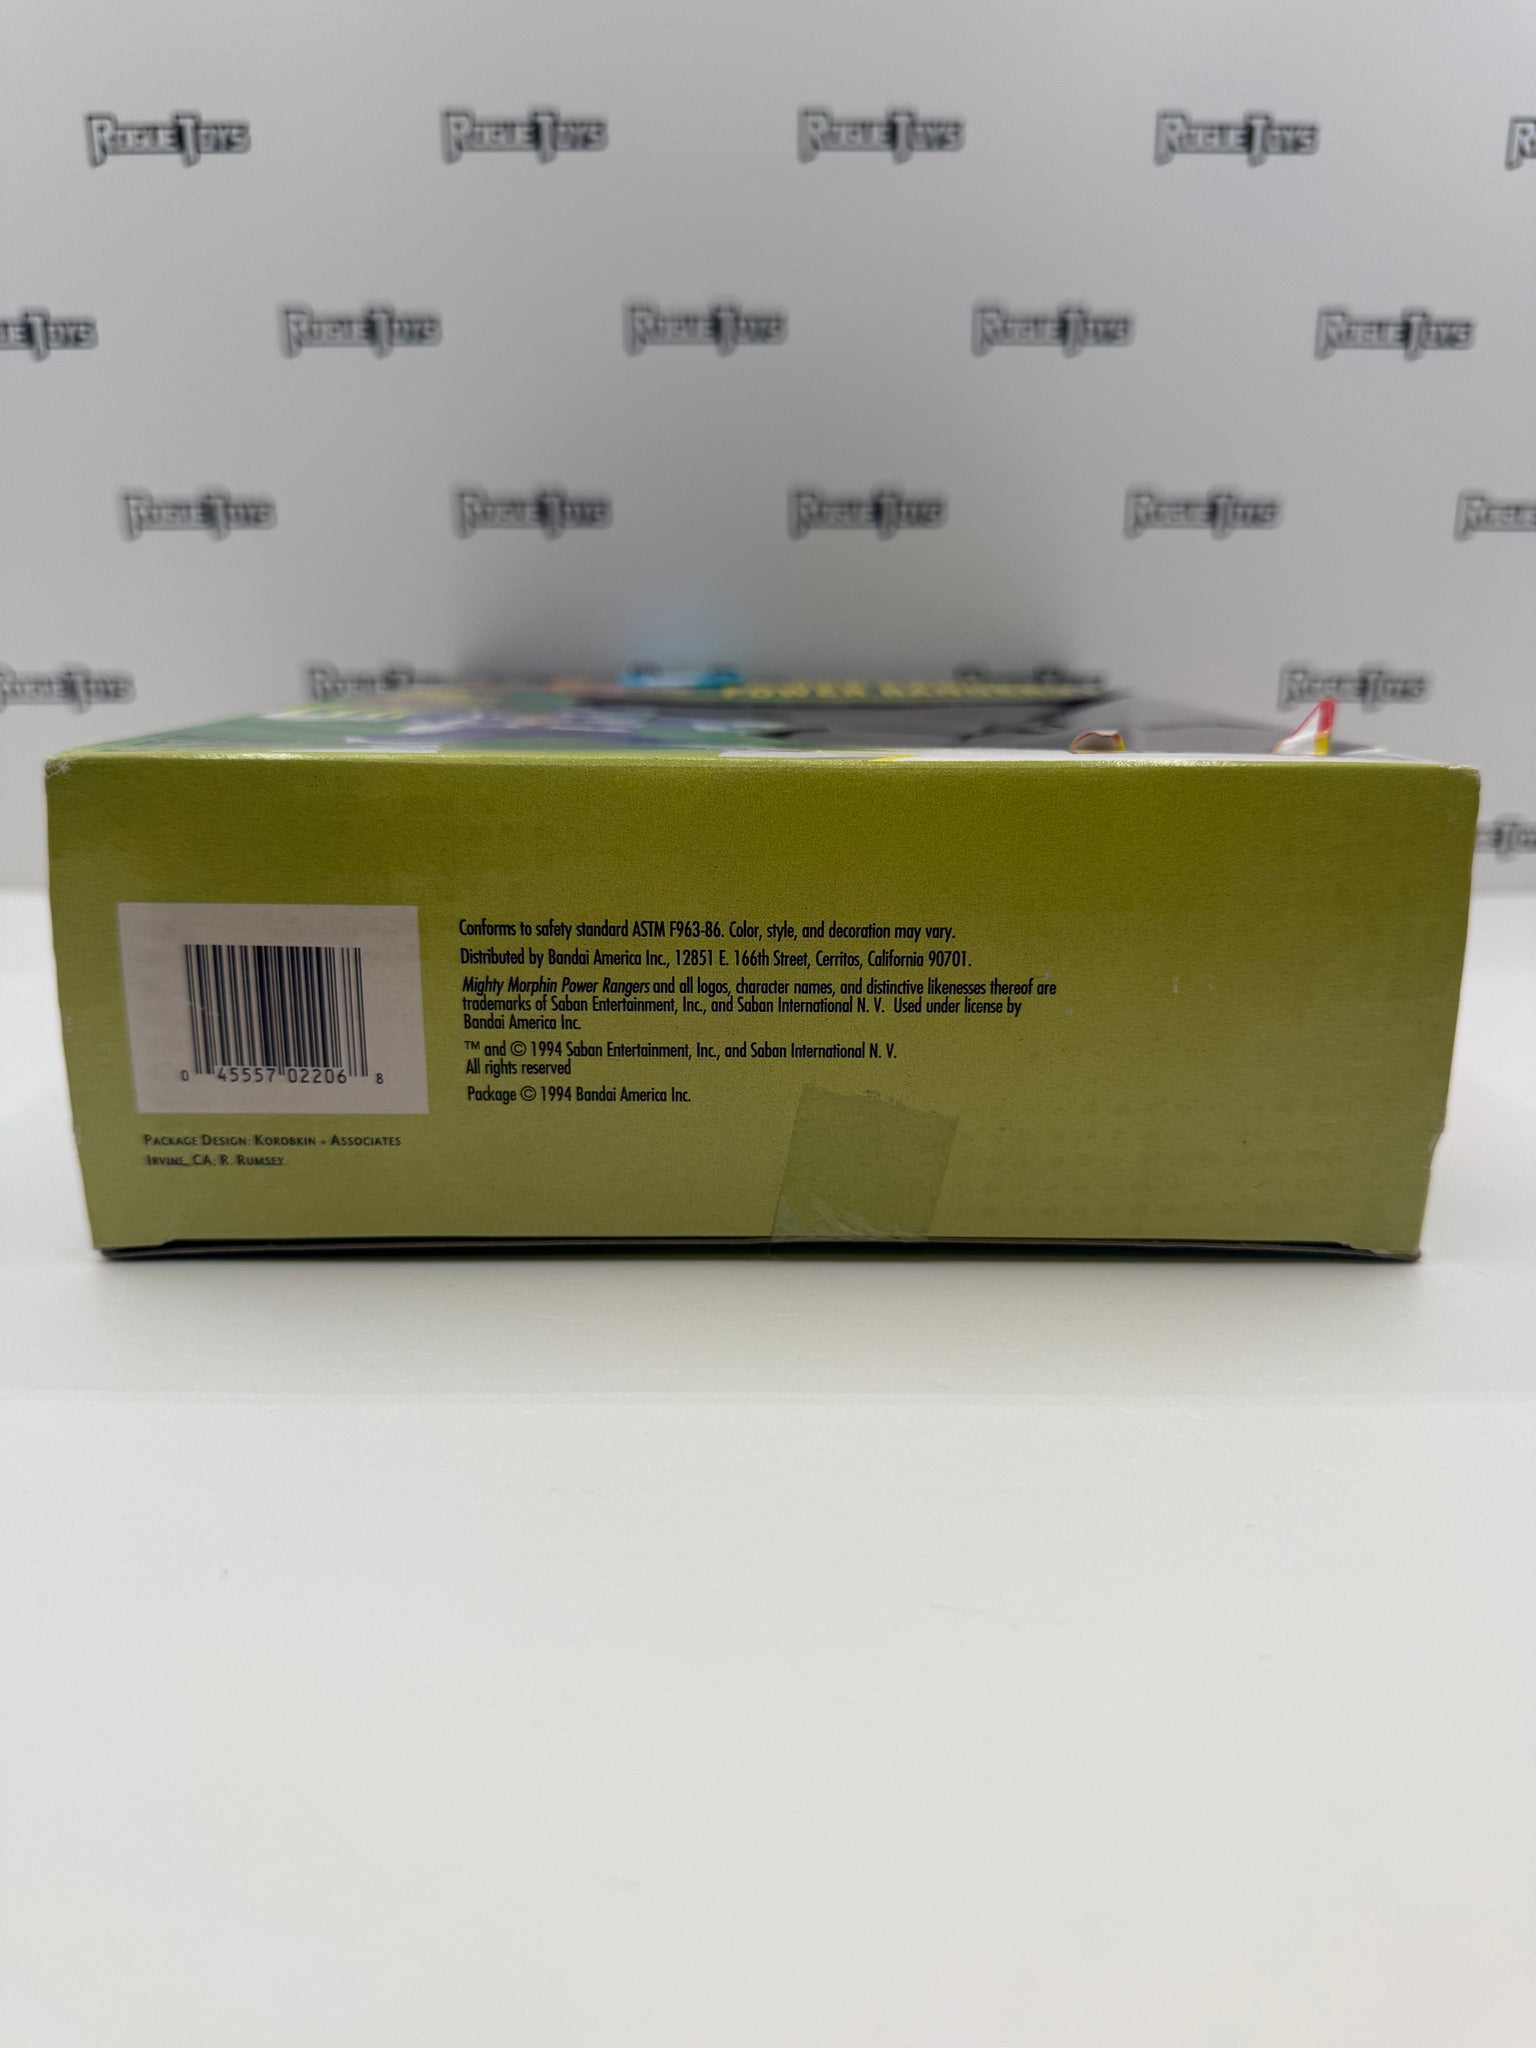 RogueToys RogueToys RogueToys RogueToys
RogueToys RogueToys RogueToys RogueToys
RogueToys RogueToys RogueToys RogueToys
RogueToys RogueToys
POWER RANGERS
Conforms to safety standard ASTM F963-86. Color, style, and decoration may vary.
Distributed by Bandai America Inc., 12851 E. 166th Street, Cerritos, California 90701.
Mighty Morphin Power Rangers and all logos, character names, and distinctive likenesses thereof are
trademarks of Saban Entertainment, Inc., and Saban International N. V. Used under license by
Bandai America Inc.
™ and © 1994 Saban Entertainment, Inc., and Saban International N. V.
All rights reserved
Package © 1994 Bandai America Inc.
0 45557 02206 8
Package Design: Korobkin + Associates
Irvine, CA; R. Rumsey